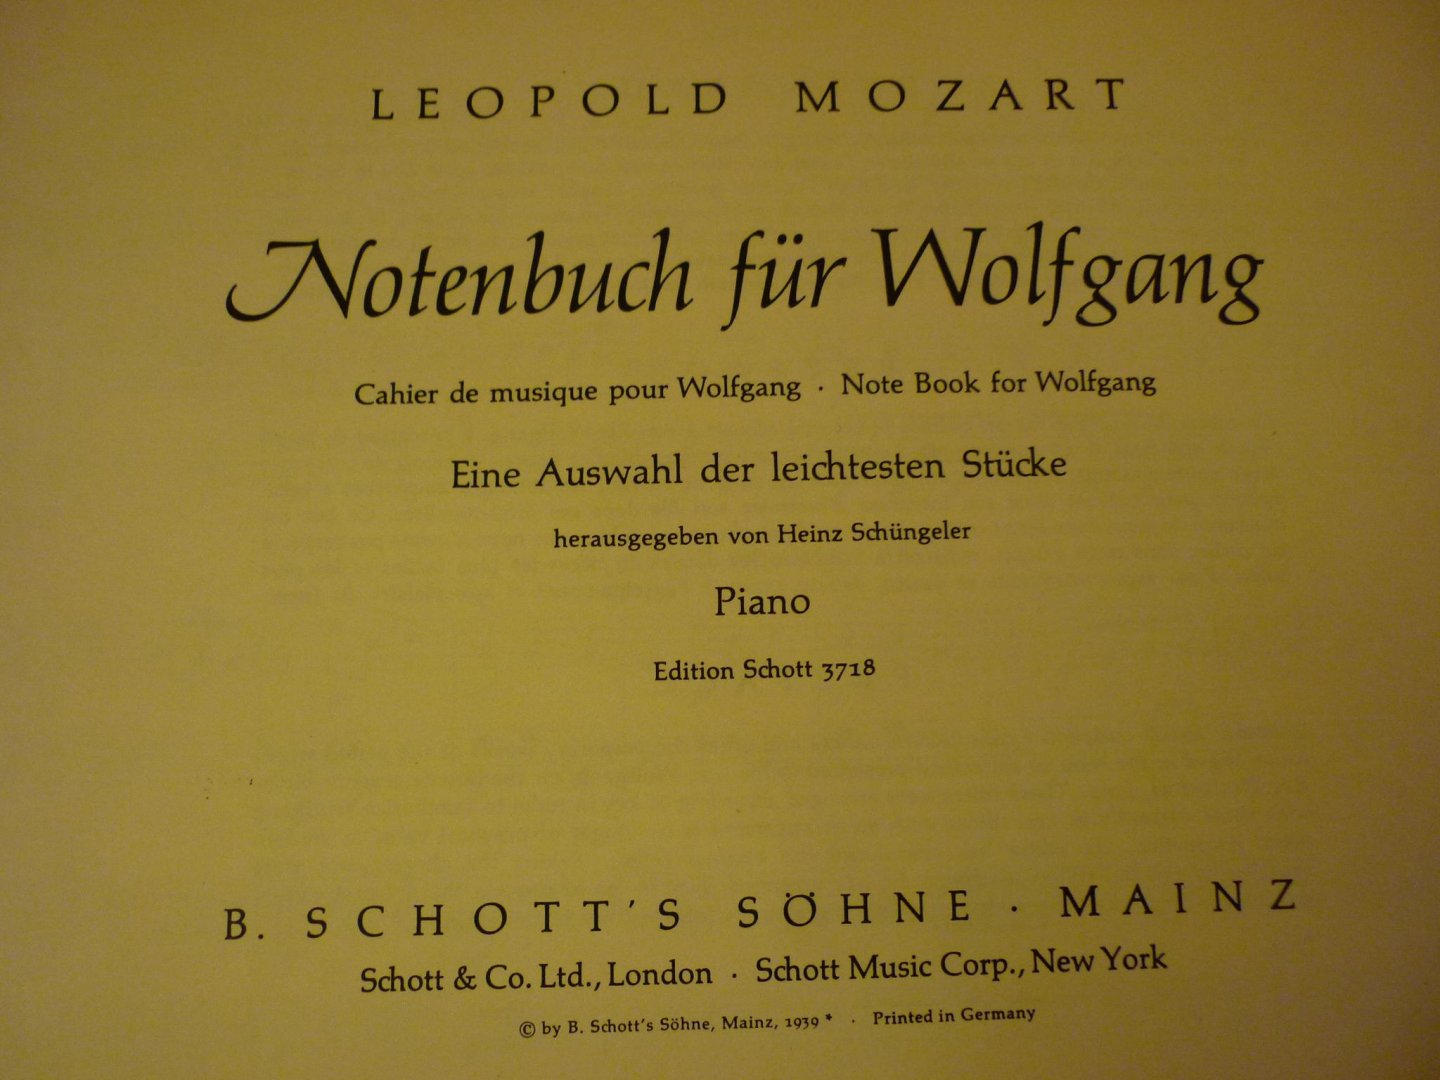 LEOPOLD MOZART
Notenbuch für Wolfgang
Cahier de musique pour Wolfgang · Note Book for Wolfgang
Eine Auswahl der leichtesten Stücke
herausgegeben von Heinz Schüngeler
Piano
Edition Schott 3718
B. SCHOTT'S SÖHNE · MAINZ
Schott & Co. Ltd., London · Schott Music Corp., New York
© by B. Schott's Söhne, Mainz, 1939 * · Printed in Germany